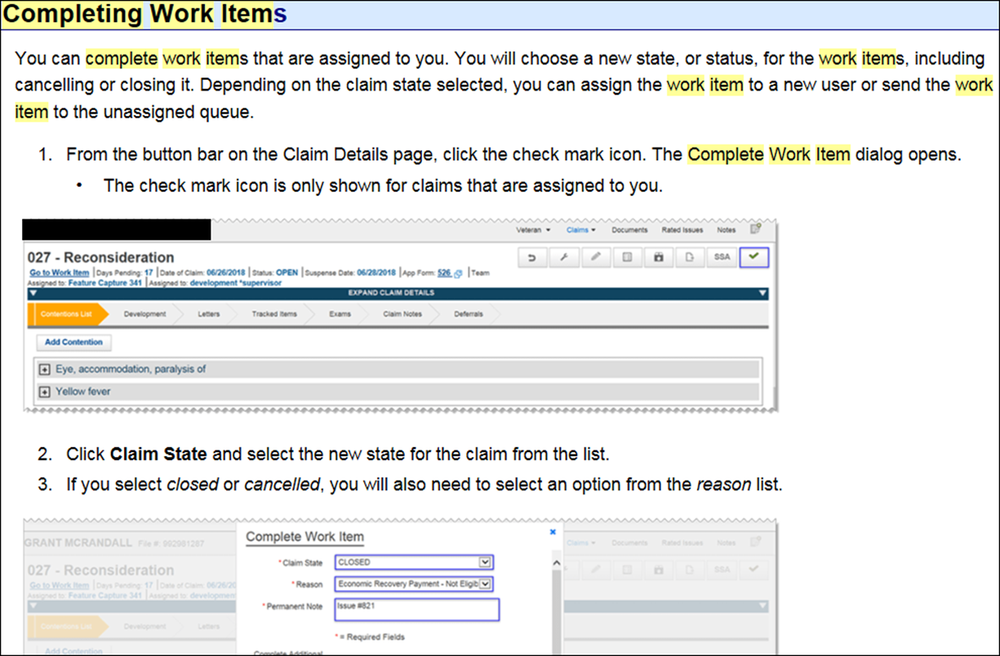 Completing Work Items
You can complete work items that are assigned to you. You will choose a new state, or status, for the work items, including
cancelling or closing it. Depending on the claim state selected, you can assign the work item to a new user or send the work
item to the unassigned queue.
1. From the button bar on the Claim Details page, click the check mark icon. The Complete Work Item dialog opens.
• The check mark icon is only shown for claims that are assigned to you.
Veteran Claims Documents Rated Issues Notes
027 - Reconsideration
SSA
Go to Work Item | Days Pending: 17 | Date of Claim: 06/26/2018 | Status: OPEN | Suspense Date: 06/28/2018 | App Form: 526 | Team
Assigned to: Feature Capture 341 | Assigned to: development *supervisor
EXPAND CLAIM DETAILS
Contentions List Development Letters Tracked Items Exams Claim Notes Deferrals
Add Contention
Eye, accommodation, paralysis of
Yellow fever
2. Click Claim State and select the new state for the claim from the list.
3. If you select closed or cancelled, you will also need to select an option from the reason list.
GRANT MCRANDALL File #: 992981287
Claims Documents Rated Issues Notes
027 - Reconsideration
SSA
Go to Work Item | Days Pending: 17 | Date of Claim: 06/26/20
Assigned to: Feature Capture 341 | Assigned to: development
Contentions List Development Letters
Add Contention
Complete Work Item
*Claim State CLOSED
*Reason Economic Recovery Payment - Not Eligib
*Permanent Note Issue #821
* = Required Fields
Complete Additional